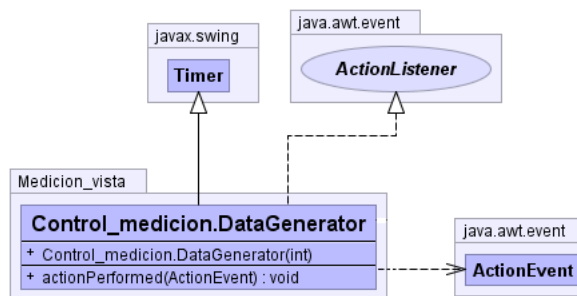 javax.swing
Timer
java.awt.event
ActionListener
Medicion_vista
Control_medicion.DataGenerator
+ Control_medicion.DataGenerator(int)
+ actionPerformed(ActionEvent) : void
java.awt.event
ActionEvent